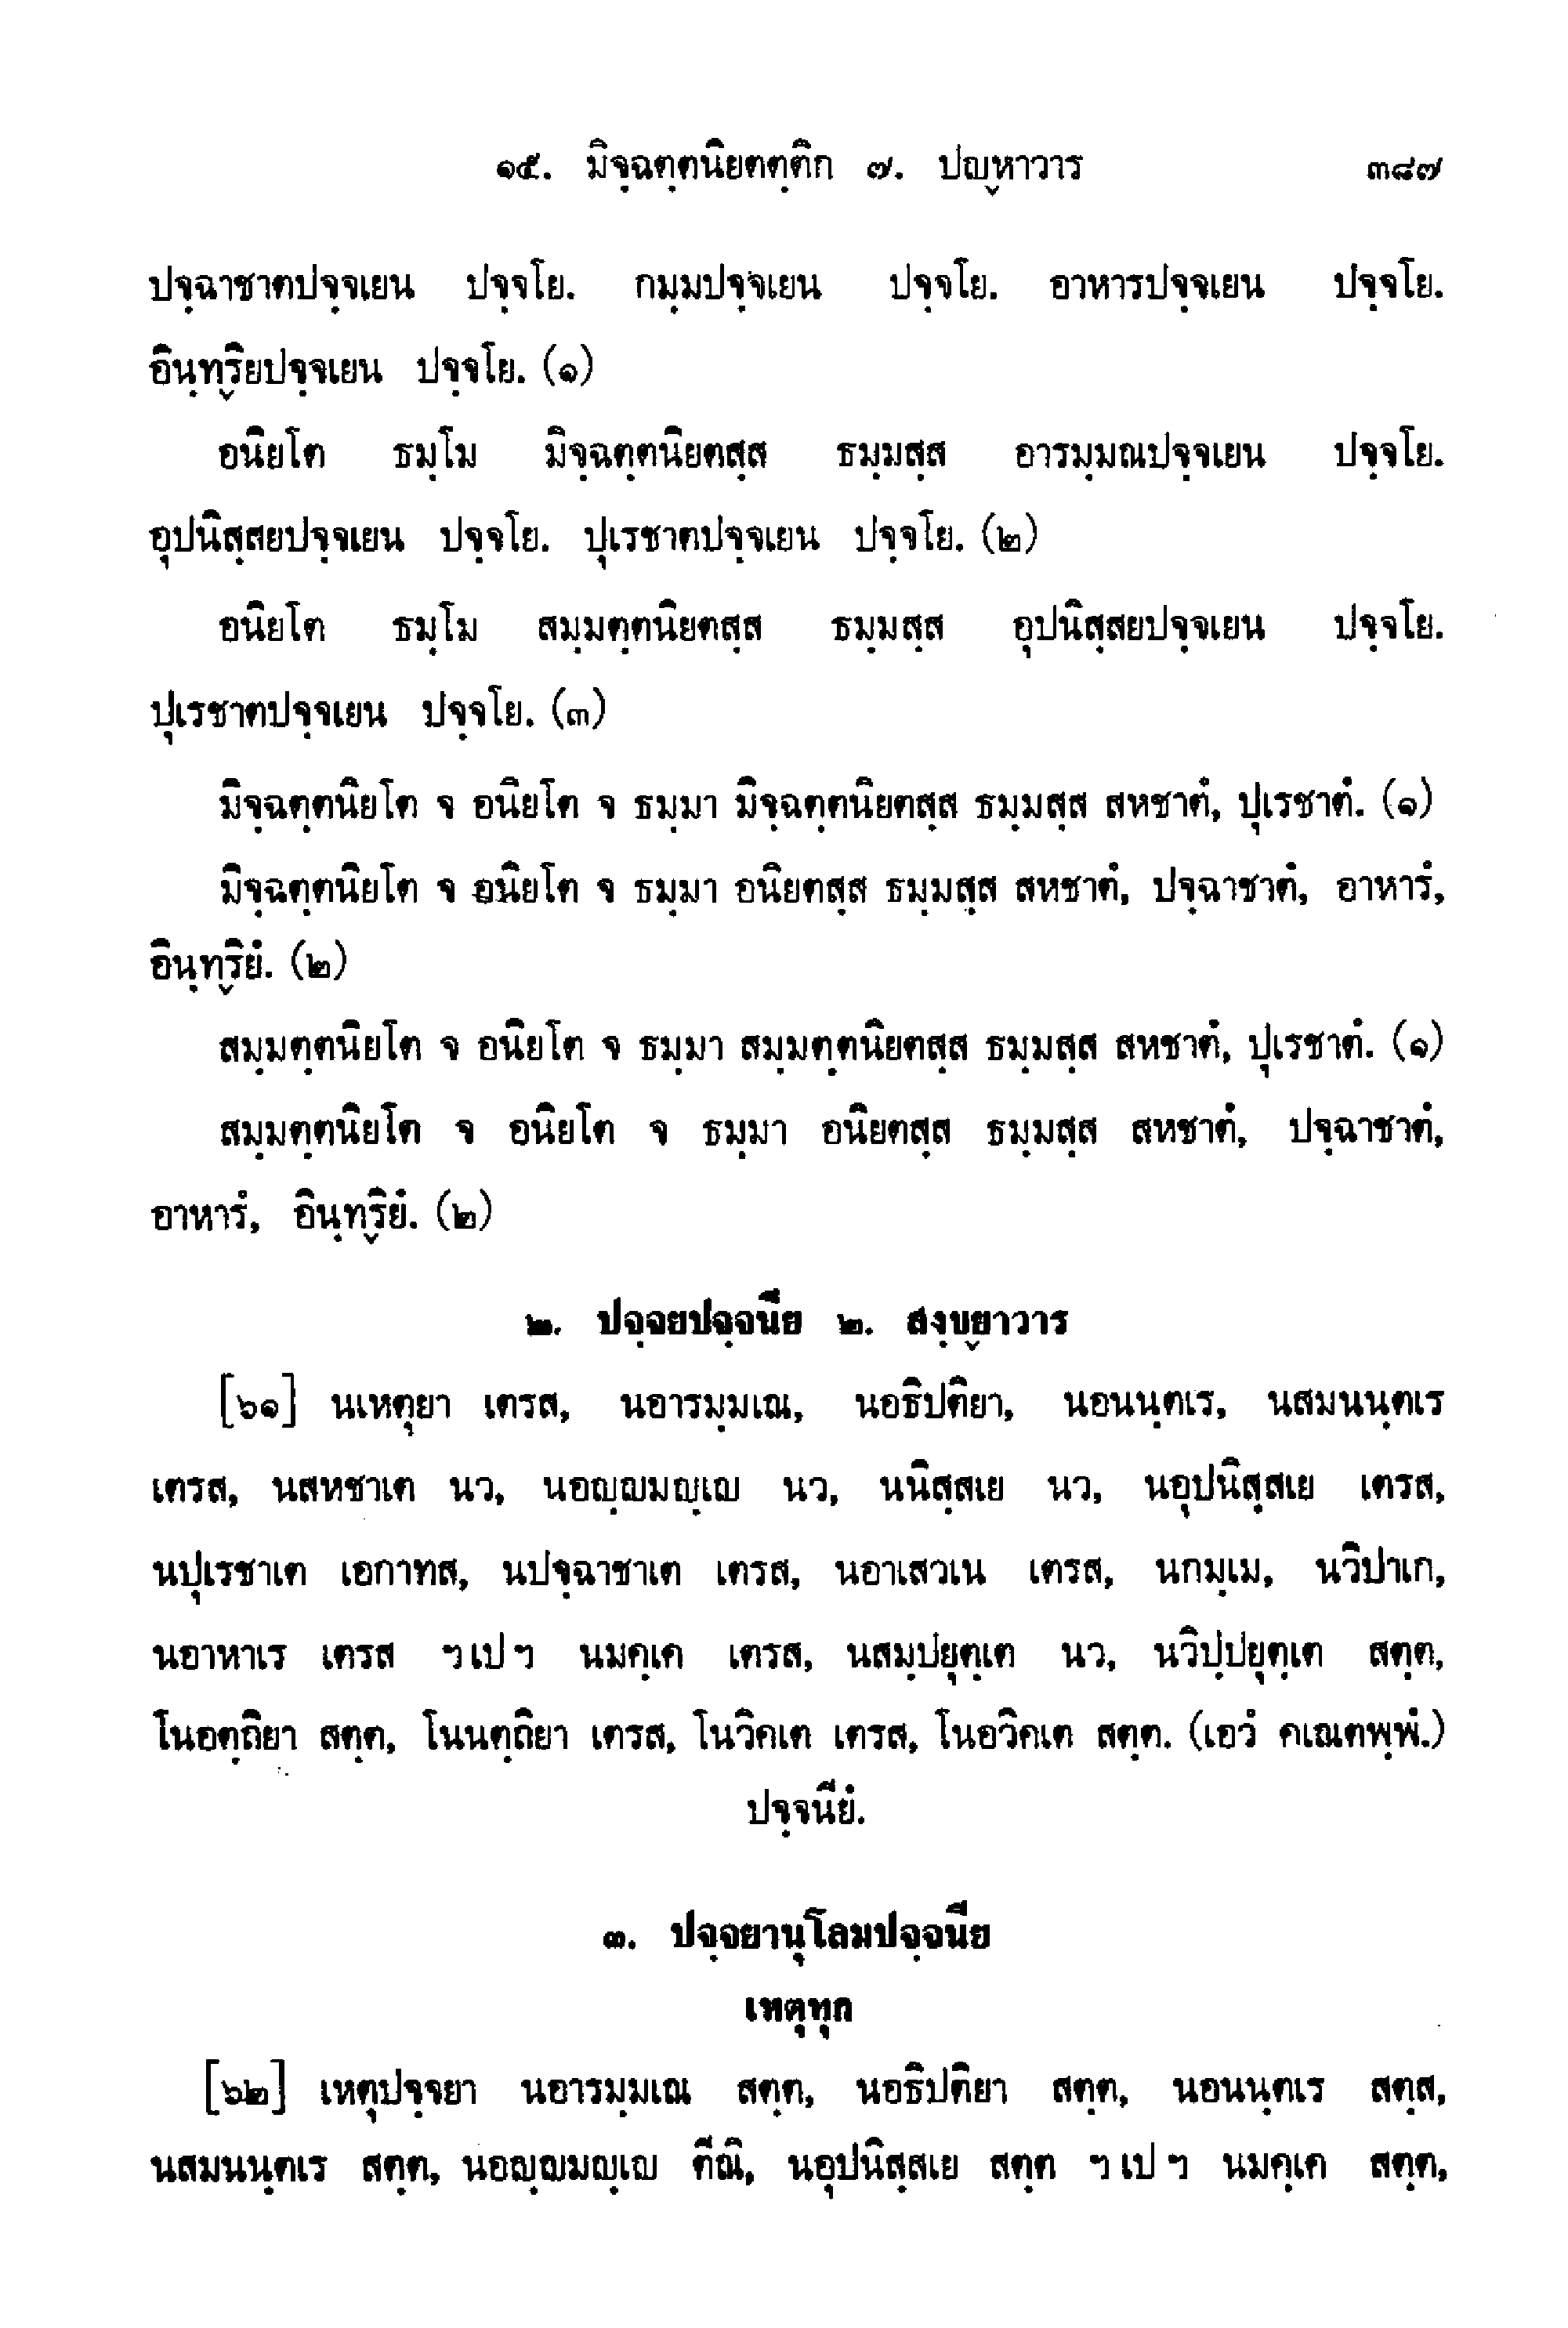 ๑๕. มิจฺฉตฺตนิยตตฺติก ๗. ปญฺหาวาร ๓๘๗
ปจฺฉาชาตปจฺจเยน ปจฺจโย. กมฺมปจฺจเยน ปจฺจโย. อาหารปจฺจเยน ปจฺจโย.
อินฺทฺริยปจฺจเยน ปจฺจโย. (๑)
อนิยโต ธมฺโม มิจฺฉตฺตนิยตสฺส ธมฺมสฺส อารมฺมณปจฺจเยน ปจฺจโย.
อุปนิสฺสยปจฺจเยน ปจฺจโย. ปุเรชาตปจฺจเยน ปจฺจโย. (๒)
อนิยโต ธมฺโม สมฺมตฺตนิยตสฺส ธมฺมสฺส อุปนิสฺสยปจฺจเยน ปจฺจโย.
ปุเรชาตปจฺจเยน ปจฺจโย. (๓)
มิจฺฉตฺตนิยโต จ อนิยโต จ ธมฺมา มิจฺฉตฺตนิยตสฺส ธมฺมสฺส สหชาตํ, ปุเรชาตํ. (๑)
มิจฺฉตฺตนิยโต จ อนิยโต จ ธมฺมา อนิยตสฺส ธมฺมสฺส สหชาตํ, ปจฺฉาชาตํ, อาหารํ,
อินฺทฺริยํ. (๒)
สมฺมตฺตนิยโต จ อนิยโต จ ธมฺมา สมฺมตฺตนิยตสฺส ธมฺมสฺส สหชาตํ, ปุเรชาตํ. (๑)
สมฺมตฺตนิยโต จ อนิยโต จ ธมฺมา อนิยตสฺส ธมฺมสฺส สหชาตํ, ปจฺฉาชาตํ,
อาหารํ, อินฺทฺริยํ. (๒)
๒. ปจฺจยปจฺจนีย ๒. สงฺขฺยาวาร
[๖๑] นเหตุยา เตรส, นอารมฺมเณ, นอธิปติยา, นอนนฺตเร, นสมนนฺตเร
เตรส, นสหชาเต นว, นอญฺญมญฺเญ นว, นนิสฺสเย นว, นอุปนิสฺสเย เตรส,
นปุเรชาเต เอกาทส, นปจฺฉาชาเต เตรส, นอาเสวเน เตรส, นกมฺเม, นวิปาเก,
นอาหาเร เตรส ฯเปฯ นมคฺเค เตรส, นสมฺปยุตฺเต นว, นวิปฺปยุตฺเต สตฺต,
โนอตฺถิยา สตฺต, โนนตฺถิยา เตรส, โนวิคเต เตรส, โนอวิคเต สตฺต. (เอวํ คเณตพฺพํ.)
ปจฺจนียํ.
๓. ปจฺจยานุโลมปจฺจนีย
เหตุทุก
[๖๒] เหตุปจฺจยา นอารมฺมเณ สตฺต, นอธิปติยา สตฺต, นอนนฺตเร สตฺส,
นสมนนฺตเร สตฺต, นอญฺญมญฺเญ ตีณิ, นอุปนิสฺสเย สตฺต ฯเปฯ นมคฺเค สตฺต,